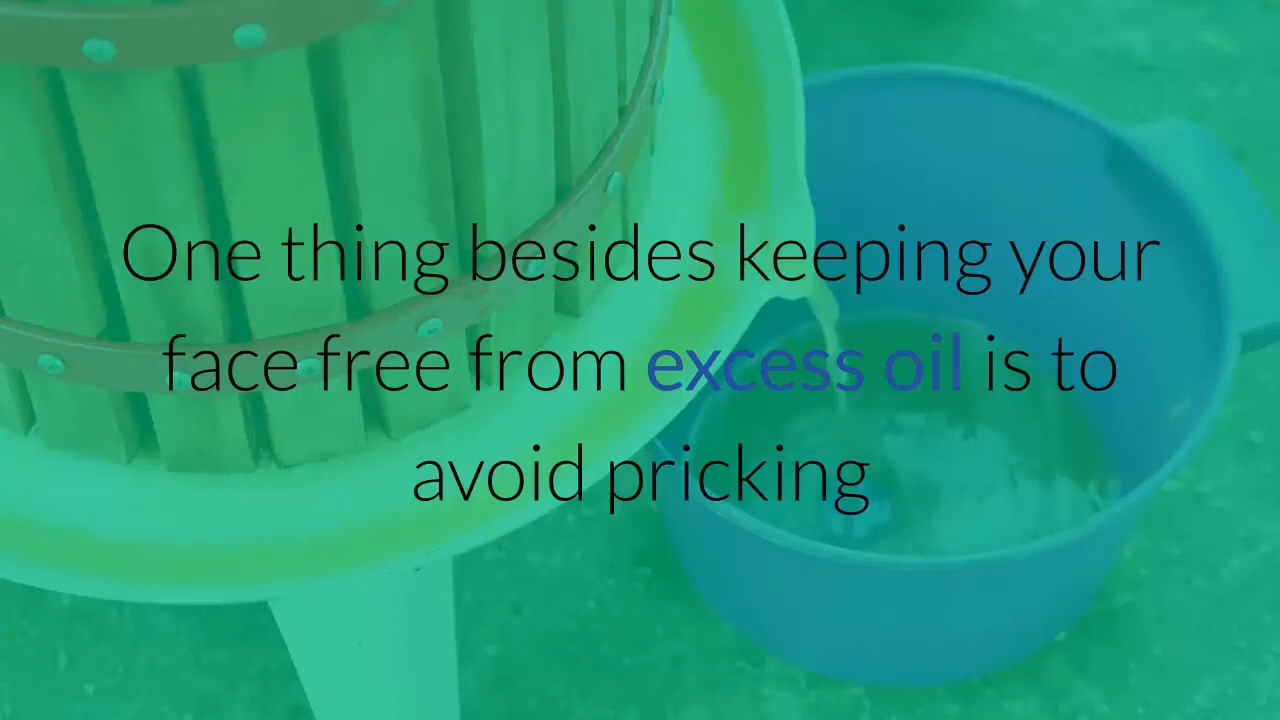 One thing besides keeping your
face free from excess oil is to
avoid pricking